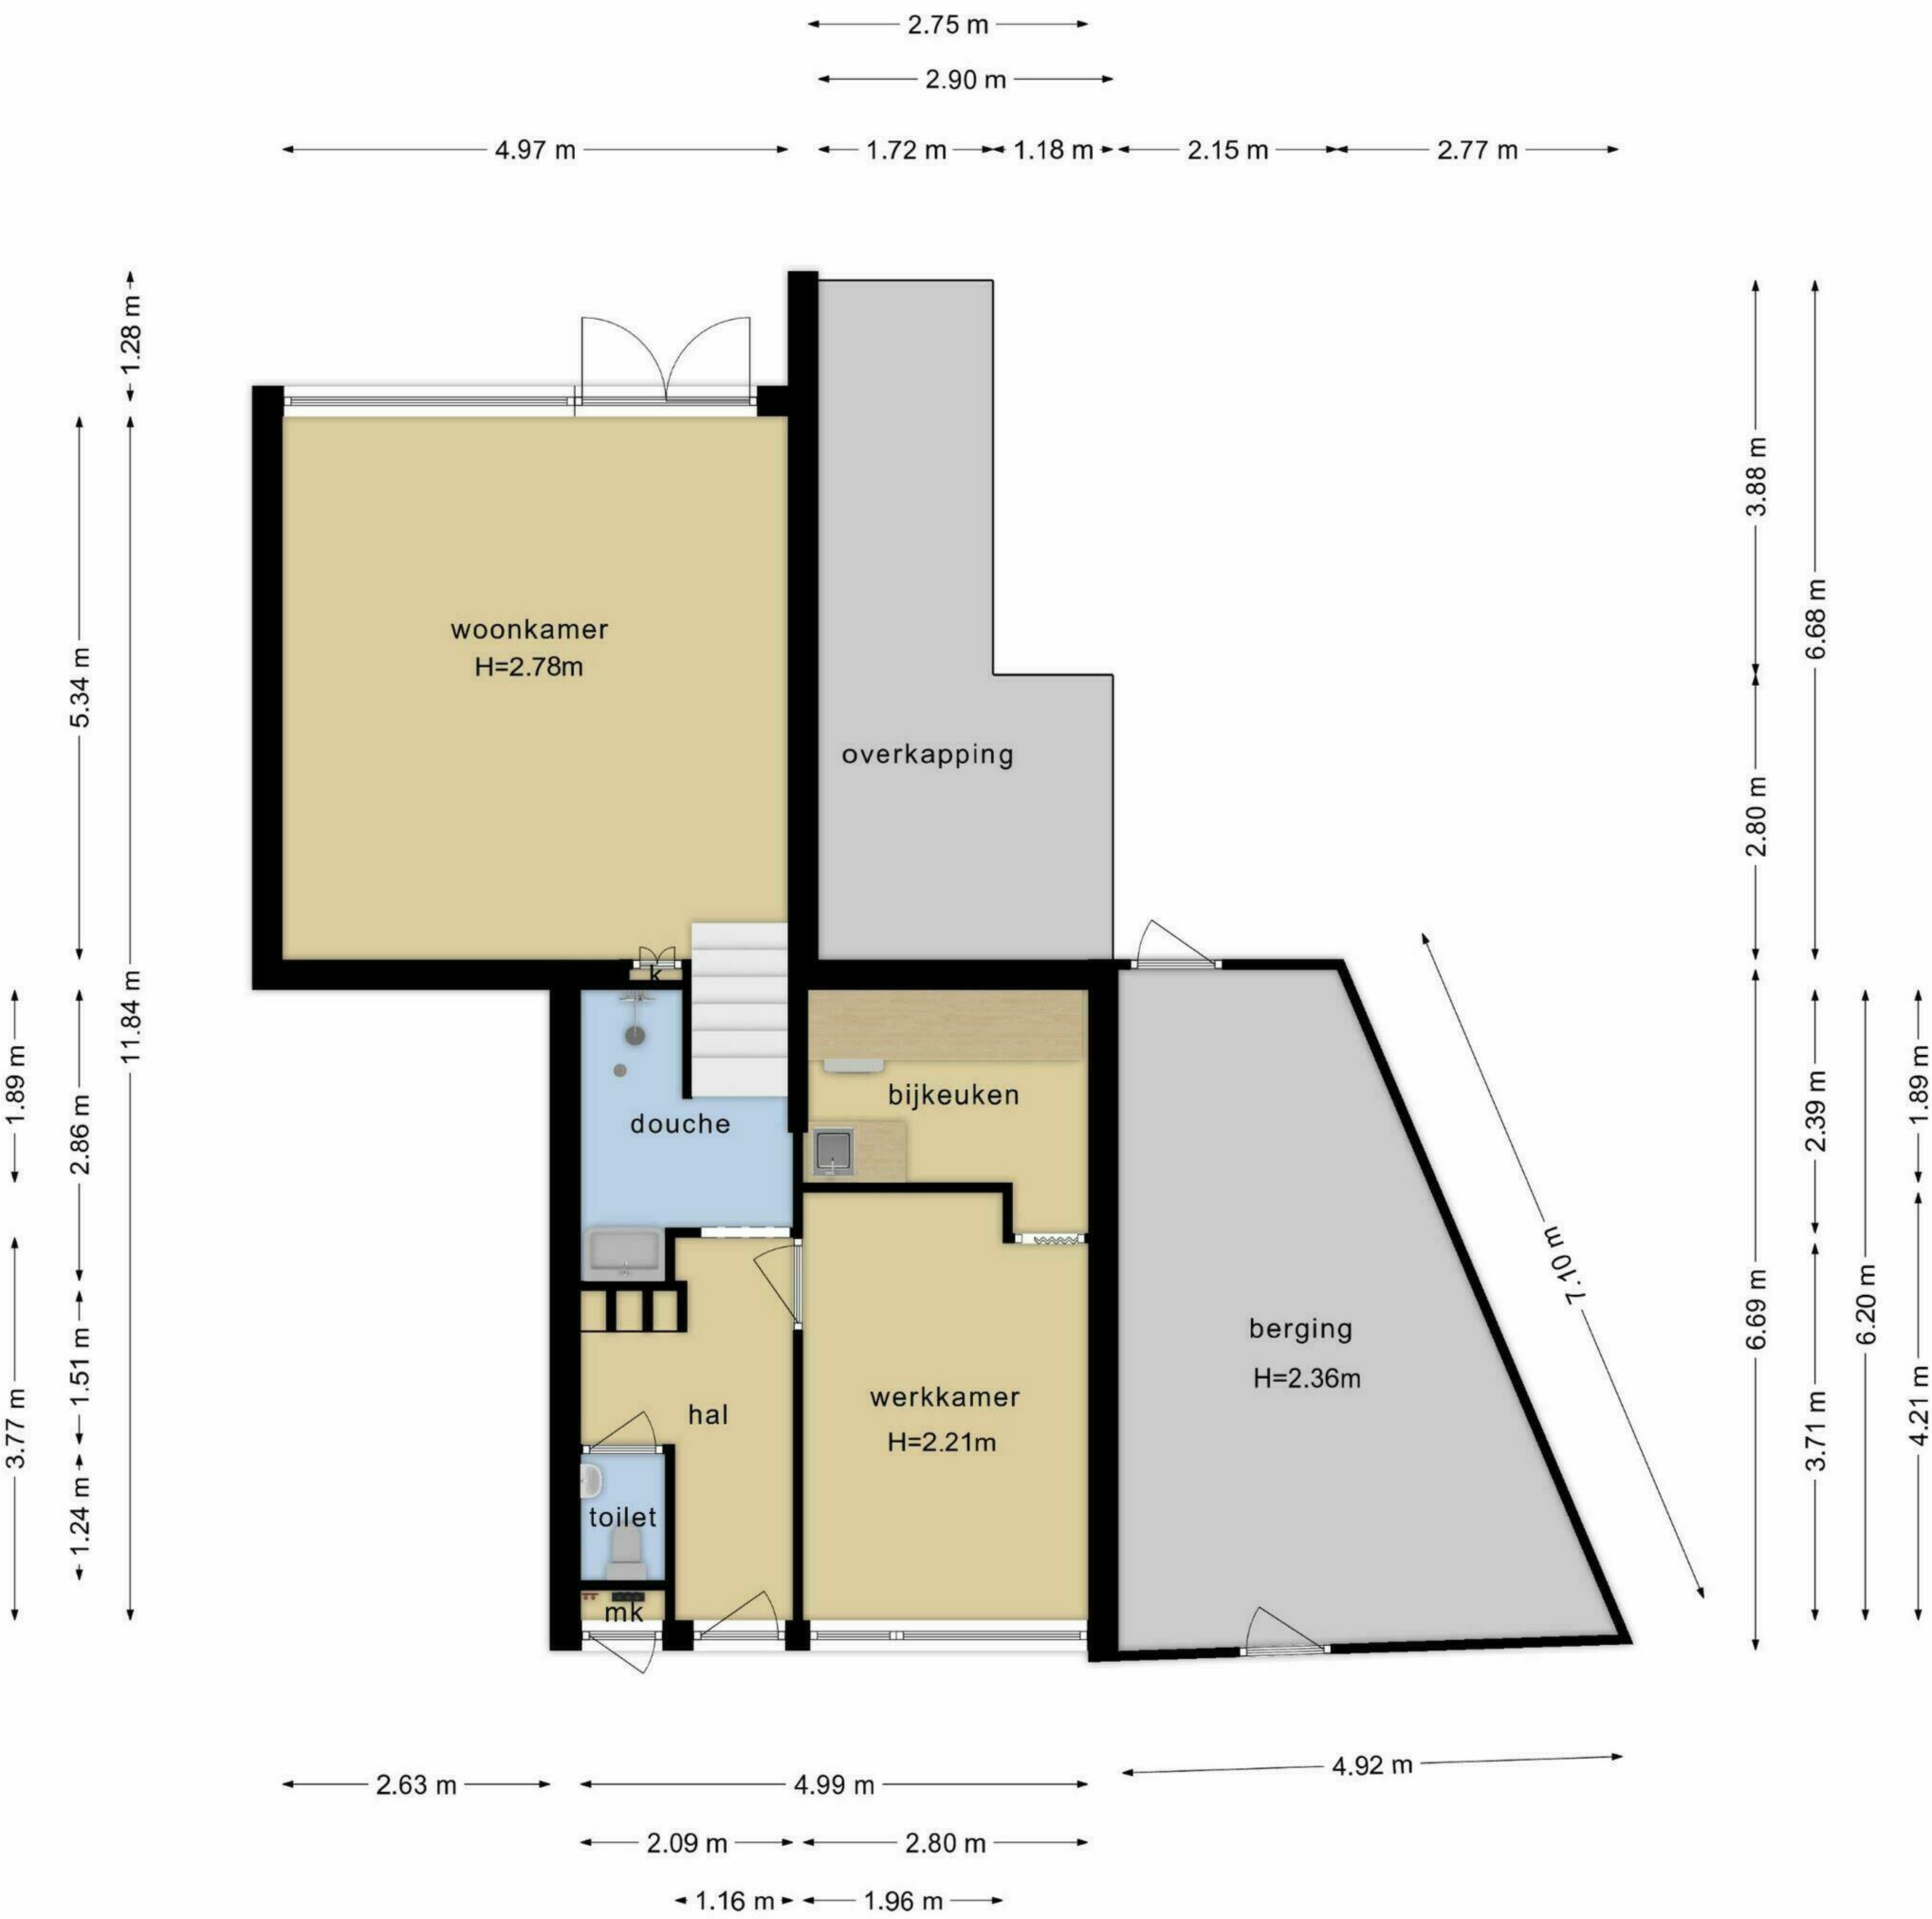 2.75 m
2.90 m
4.97 m
1.72 m
1.18 m
2.15 m
2.77 m
1.28 m
5.34 m
11.84 m
1.89 m
2.86 m
3.77 m
1.51 m
1.24 m
woonkamer
H=2.78m
overkapping
k
douche
bijkeuken
berging
H=2.36m
werkkamer
H=2.21m
hal
toilet
mk
3.88 m
6.68 m
2.80 m
7.10 m
6.69 m
2.39 m
3.71 m
6.20 m
1.89 m
4.21 m
2.63 m
4.99 m
4.92 m
2.09 m
2.80 m
1.16 m
1.96 m